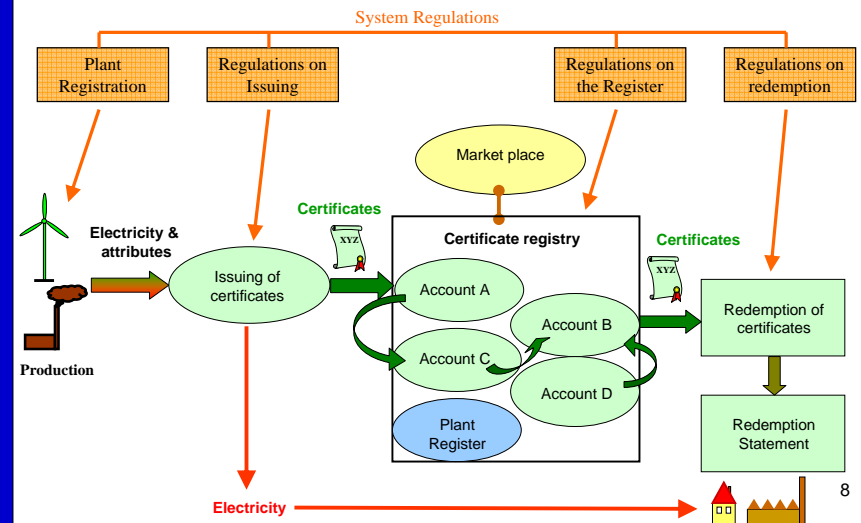 System Regulations
Plant
Registration
Regulations on
Issuing
Regulations on
the Register
Regulations on
redemption
Market place
Certificates
XYZ
Electricity &
attributes
Certificate registry
Certificates
XYZ
Issuing of
certificates
Account A
Account B
Redemption of
certificates
Account C
Production
Account D
Plant
Register
Redemption
Statement
8
Electricity